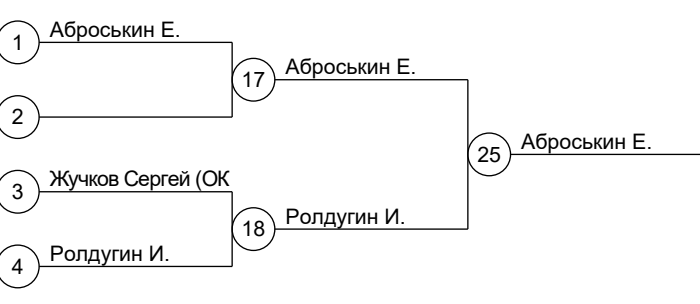 Аброськин Е.
1
Аброськин Е.
17
2
Аброськин Е.
25
Жучков Сергей (ОК
3
Ролдугин И.
18
Ролдугин И.
4